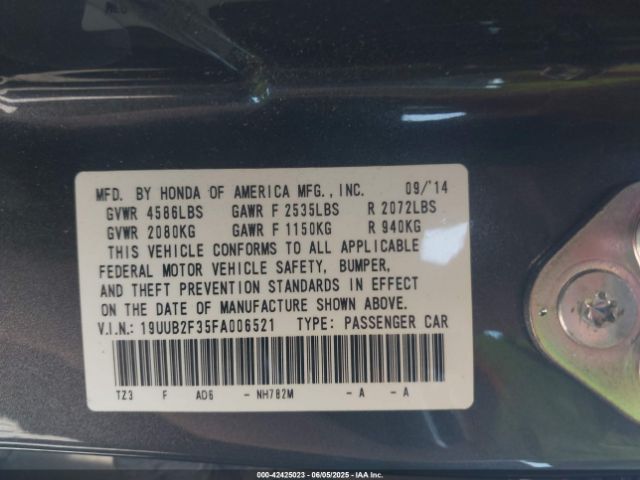 MFD. BY HONDA OF AMERICA MFG., INC. 09/'14
GVWR 4586LBS GAWR F 2535LBS R 2072LBS
GVWR 2080KG GAWR F 1150KG R 940KG
THIS VEHICLE CONFORMS TO ALL APPLICABLE
FEDERAL MOTOR VEHICLE SAFETY, BUMPER,
AND THEFT PREVENTION STANDARDS IN EFFECT
ON THE DATE OF MANUFACTURE SHOWN ABOVE.
V.I.N.: 19UUB2F35FA006521 TYPE: PASSENGER CAR
TZ3 F AD6 - NH782M - A - A
000-42425023 - 06/05/2025 - IAA Inc.